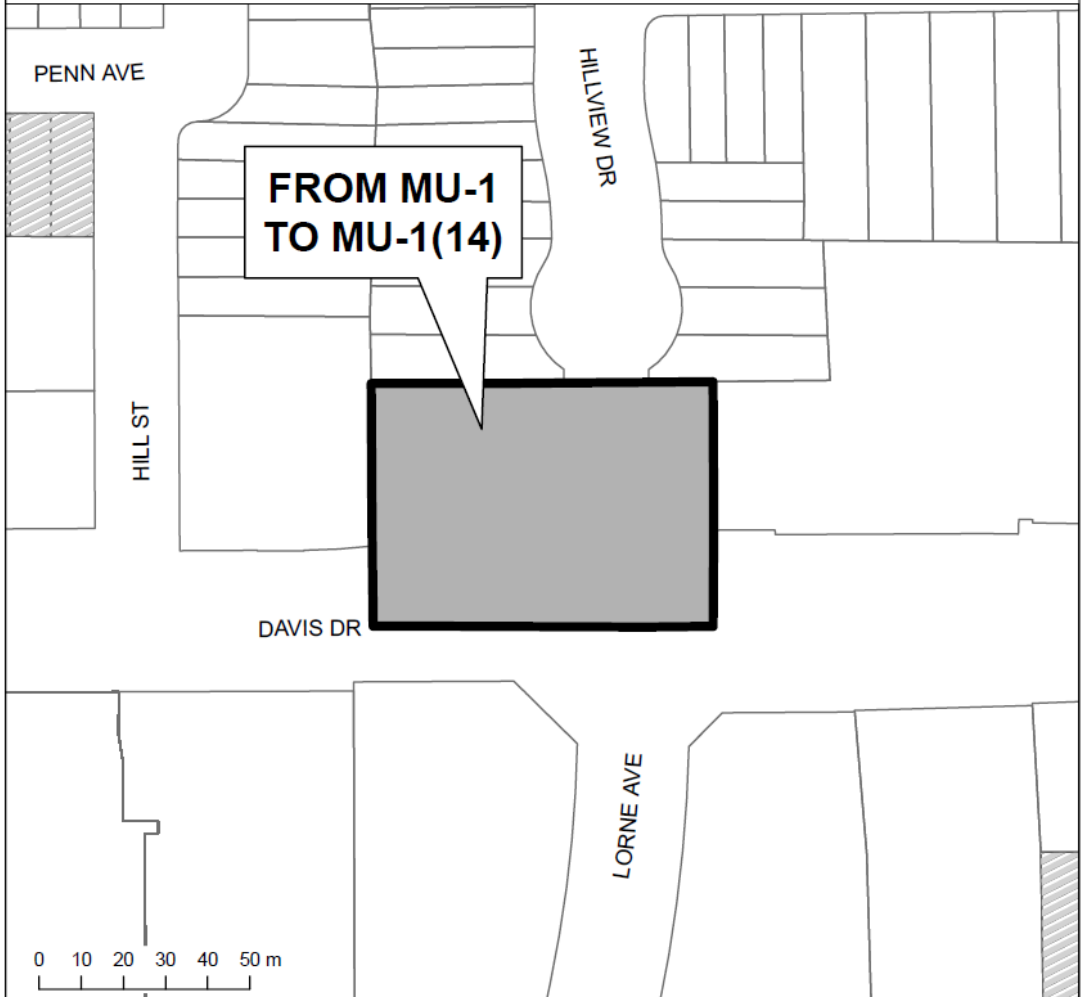 PENN AVE
HILLVIEW DR
FROM MU-1
TO MU-1(14)
HILL ST
DAVIS DR
LORNE AVE
0 10 20 30 40 50 m